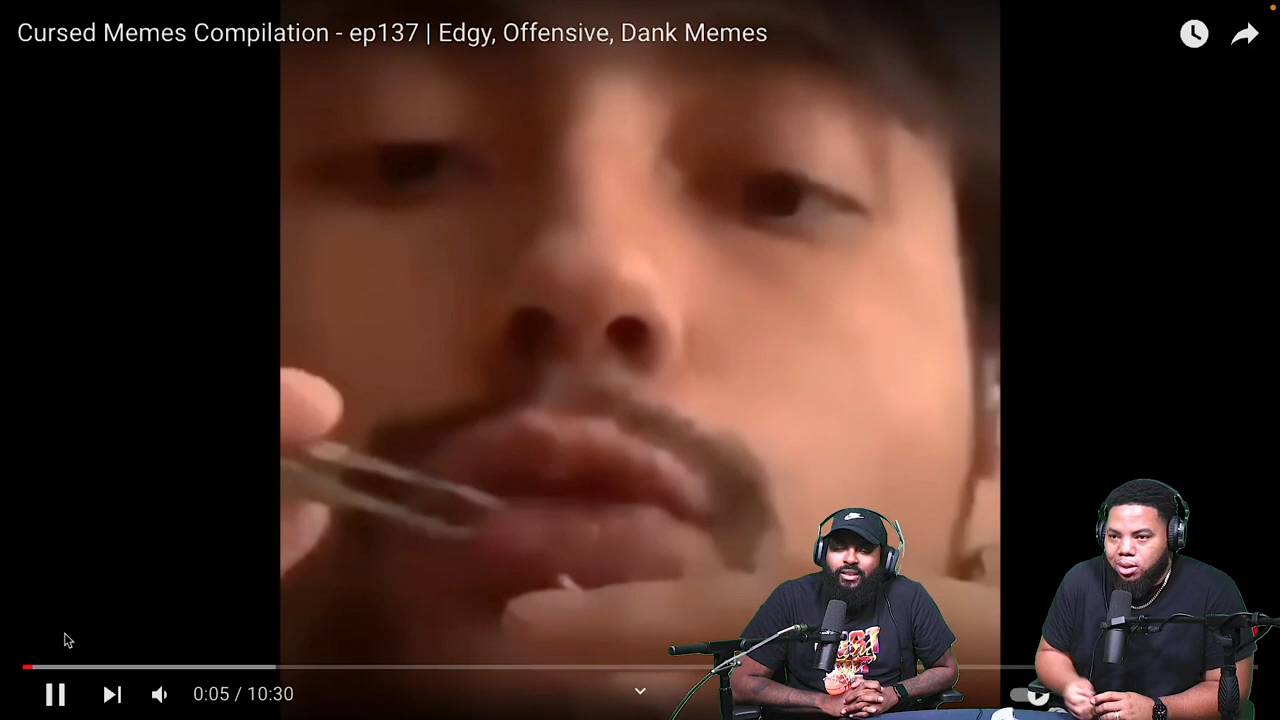 Cursed Memes Compilation - ep137 | Edgy, Offensive, Dank Memes
0:05 / 10:30